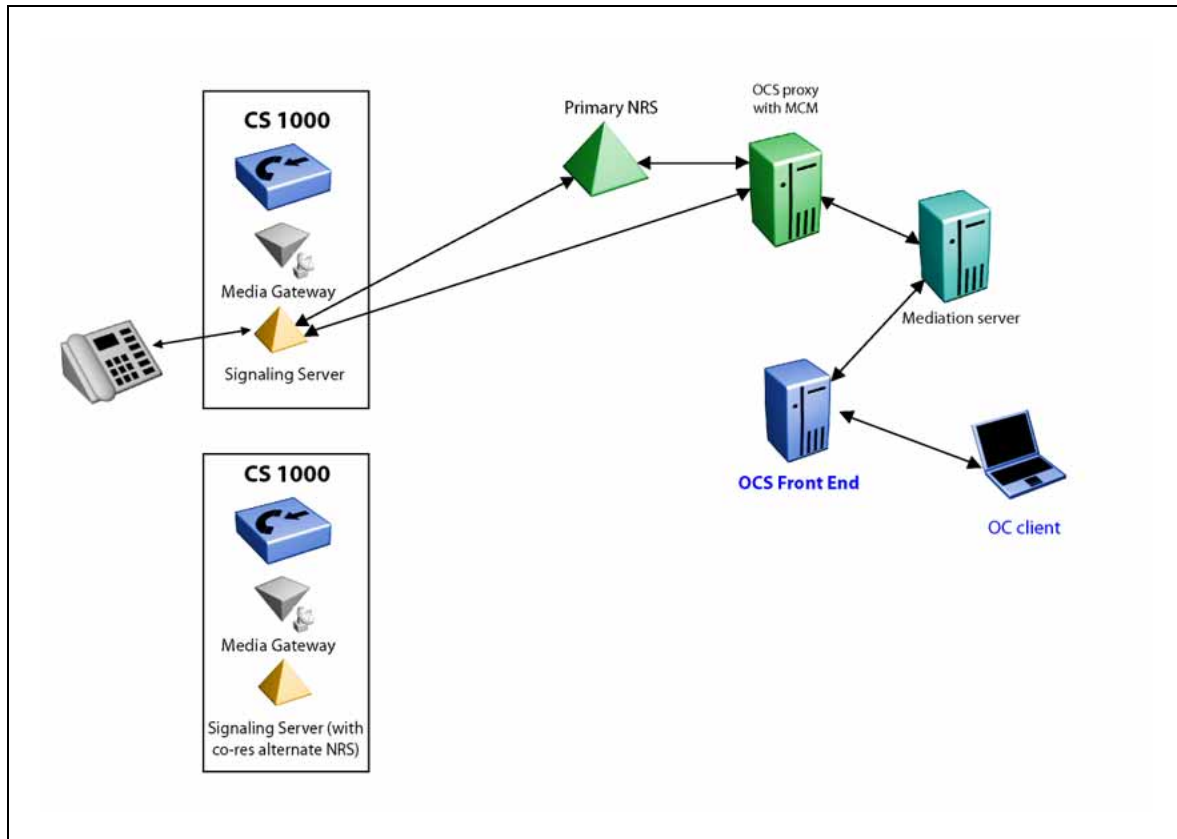 CS 1000
Media Gateway
Signaling Server
Primary NRS
OCS proxy
with MCM
Mediation server
OCS Front End
OC client
CS 1000
Media Gateway
Signaling Server (with
co-res alternate NRS)